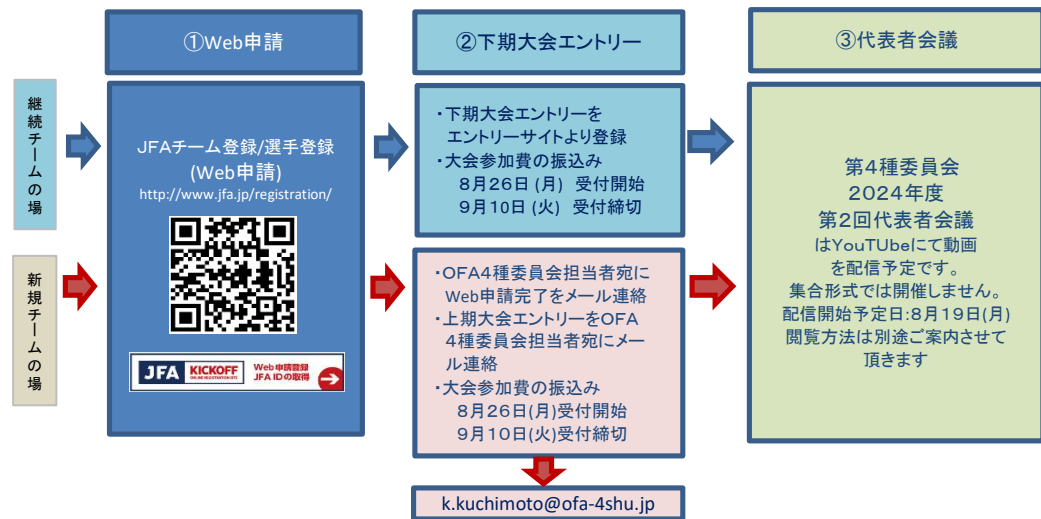 ①Web申請
②下期大会エントリー
③代表者会議
継続チームの場
新規チームの場
JFAチーム登録/選手登録
(Web申請)
http://www.jfa.jp/registration/
JFA
KICKOFF
ONLINE REGISTRATION SITE
Web申請登録
JFA IDの取得
・下期大会エントリーを
エントリーサイトより登録
・大会参加費の振込み
8月26日(月) 受付開始
9月10日(火) 受付締切
・OFA4種委員会担当者宛に
Web申請完了をメール連絡
・上期大会エントリーをOFA
4種委員会担当者宛にメー
ル連絡
・大会参加費の振込み
8月26日(月)受付開始
9月10日(火)受付締切
k.kuchimoto@ofa-4shu.jp
第4種委員会
2024年度
第2回代表者会議
はYouTUbeにて動画
を配信予定です。
集合形式では開催しません。
配信開始予定日:8月19日(月)
閲覧方法は別途ご案内させて
頂きます